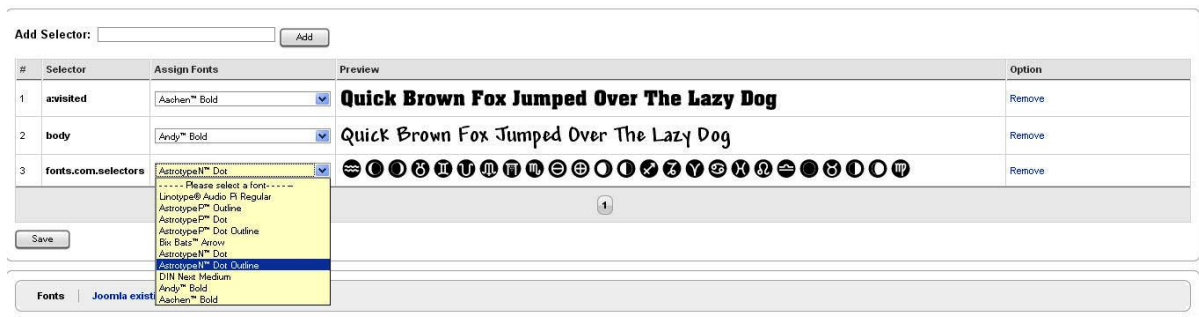 Add Selector: Add
# Selector Assign Fonts Preview Option
1 a:visited Aachen™ Bold Quick Brown Fox Jumped Over The Lazy Dog Remove
2 body Andy™ Bold Quick Brown Fox Jumped Over The Lazy Dog Remove
3 fonts.com.selectors AstrotypeN™ Dot Remove
- - - - - Please select a font- - - - -
Linotype® Audio Pi Regular
AstrotypeP™ Outline
AstrotypeP™ Dot
AstrotypeP™ Dot Outline
Bix Bats™ Arrow
AstrotypeN™ Dot
AstrotypeN™ Dot Outline
DIN Next Medium
Andy™ Bold
Aachen™ Bold
1
Save
Fonts Joomla exist